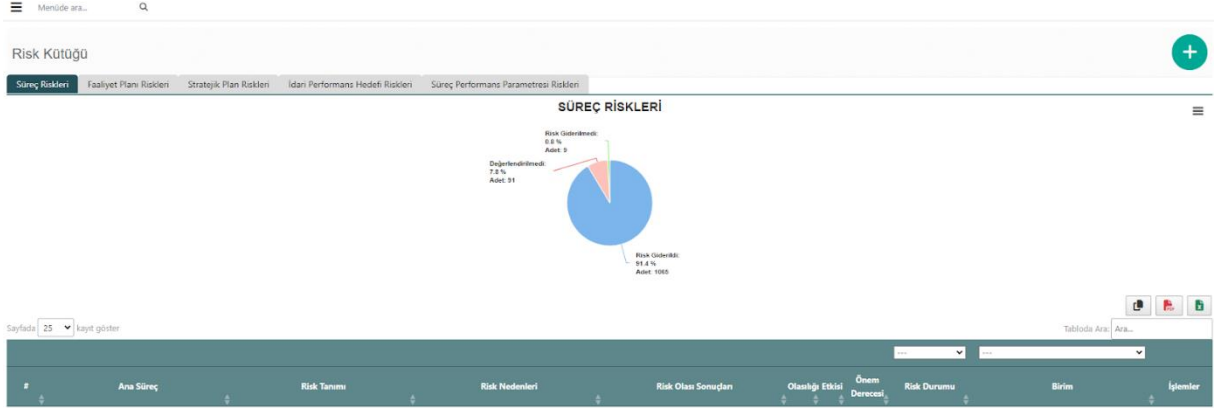 Menüde ara...
Risk Kütüğü
Süreç Riskleri Faaliyet Planı Riskleri Stratejik Plan Riskleri İdari Performans Hedefi Riskleri Süreç Performans Parametresi Riskleri
SÜREÇ RİSKLERİ
Risk Giderilmedi:
0.8 %
Adet: 9
Değerlendirilmedi:
7.8 %
Adet: 91
Risk Giderildi:
91.4 %
Adet: 1065
PDF
Sayfada 25 kayıt göster
Tabloda Ara: Ara...
--- ---
# Ana Süreç Risk Tanımı Risk Nedenleri Risk Olası Sonuçları Olasılığı Etkisi Önem Derecesi Risk Durumu Birim İşlemler